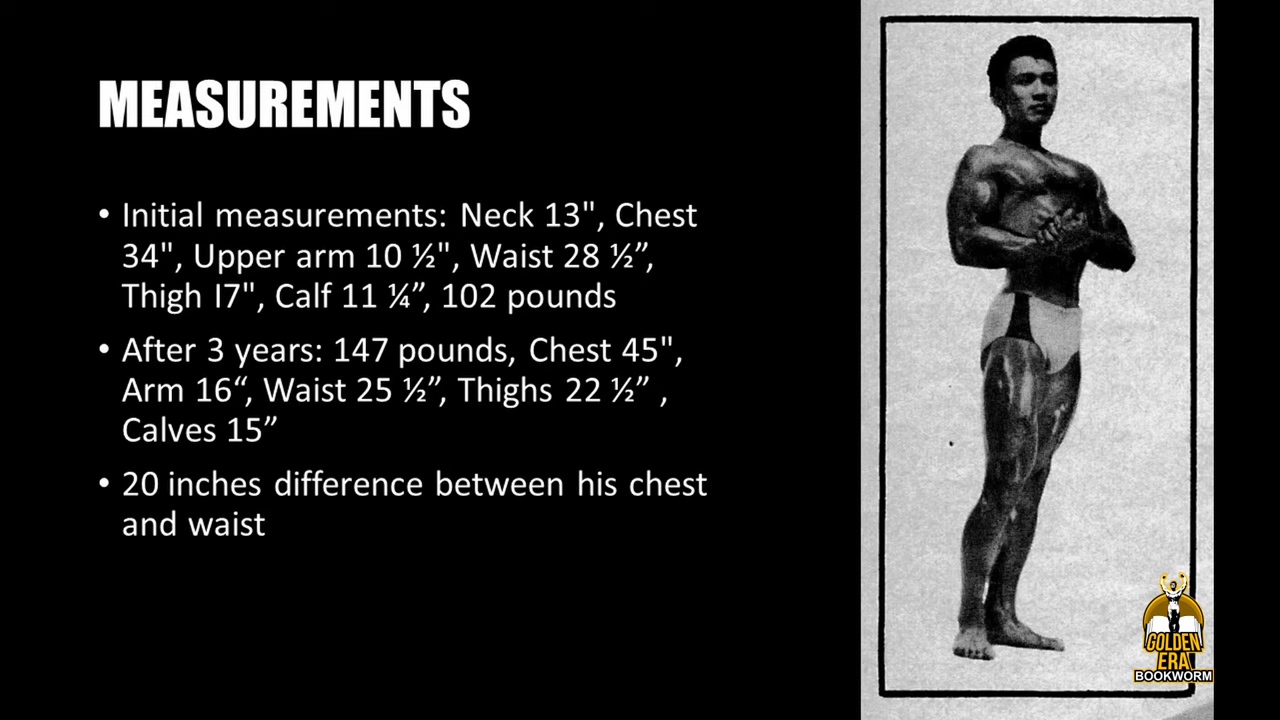 MEASUREMENTS
• Initial measurements: Neck 13", Chest
34", Upper arm 10 ½", Waist 28 ½”,
Thigh I7", Calf 11 ¼”, 102 pounds
• After 3 years: 147 pounds, Chest 45",
Arm 16“, Waist 25 ½”, Thighs 22 ½” ,
Calves 15”
• 20 inches difference between his chest
and waist
GOLDEN
ERA
BOOKWORM